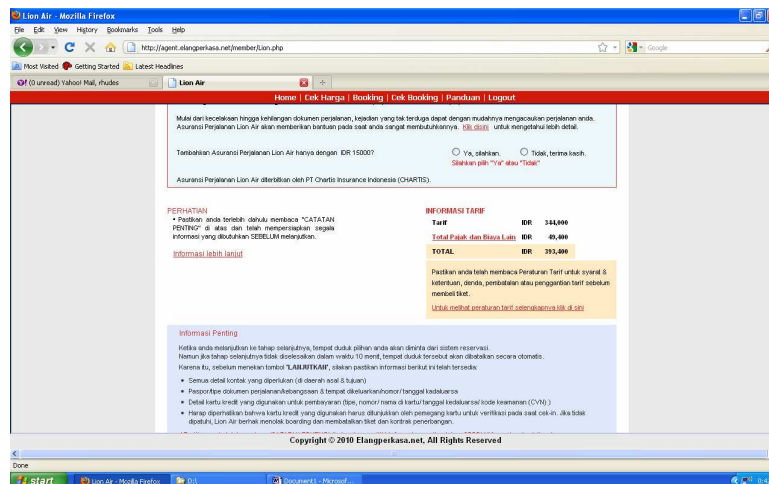 Lion Air - Mozilla Firefox
File Edit View History Bookmarks Tools Help
http://agent.elangperkasa.net/member/Lion.php
Google
Most Visited Getting Started Latest Headlines
(0 unread) Yahoo! Mail, rhudes
Lion Air
Home | Cek Harga | Booking | Cek Booking | Panduan | Logout
Mulai dari kecelakaan hingga kehilangan dokumen perjalanan, kejadian yang tak terduga dapat dengan mudahnya mengacaukan perjalanan anda.
Asuransi Perjalanan Lion Air akan memberikan bantuan pada saat anda sangat membutuhkannya. Klik disini untuk mengetahui lebih detail.
Tambahkan Asuransi Perjalanan Lion Air hanya dengan IDR 15000?
Ya, silahkan. Tidak, terima kasih.
Silahkan pilih "Ya" atau "Tidak"
Asuransi Perjalanan Lion Air diterbitkan oleh PT Chartis Insurance Indonesia (CHARTIS).
PERHATIAN
• Pastikan anda terlebih dahulu membaca "CATATAN
PENTING" di atas dan telah mempersiapkan segala
informasi yang dibutuhkan SEBELUM melanjutkan.
Informasi lebih lanjut
INFORMASI TARIF
Tarif IDR 344,000
Total Pajak dan Biaya Lain IDR 49,400
TOTAL IDR 393,400
Pastikan anda telah membaca Peraturan Tarif untuk syarat &
ketentuan, denda, pembatalan atau penggantian tarif sebelum
membeli tiket.
Untuk melihat peraturan tarif selengkapnya klik di sini
Informasi Penting
Ketika anda melanjutkan ke tahap selanjutnya, tempat duduk pilihan anda akan diminta dari sistem reservasi.
Namun jika tahap selanjutnya tidak diselesaikan dalam waktu 10 menit, tempat duduk tersebut akan dibatalkan secara otomatis.
Karena itu, sebelum menekan tombol "LANJUTKAN", silakan pastikan informasi berikut ini telah tersedia:
• Semua detail kontak yang diperlukan (di daerah asal & tujuan)
• Paspor/tipe dokumen perjalanan/kebangsaan & tempat dikeluarkan/nomor/ tanggal kadaluarsa
• Detail kartu kredit yang digunakan untuk pembayaran (tipe, nomor/ nama di kartu/ tanggal kedaluarsa/ kode keamanan (CVN) )
• Harap diperhatikan bahwa kartu kredit yang digunakan harus ditunjukkan oleh pemegang kartu untuk verifikasi pada saat cek-in. Jika tidak
dipatuhi, Lion Air berhak menolak boarding dan membatalkan tiket dan kontrak penerbangan.
Copyright © 2010 Elangperkasa.net, All Rights Reserved
Done
start
Lion Air - Mozilla Firefox
D:\
Document1 - Microsof...